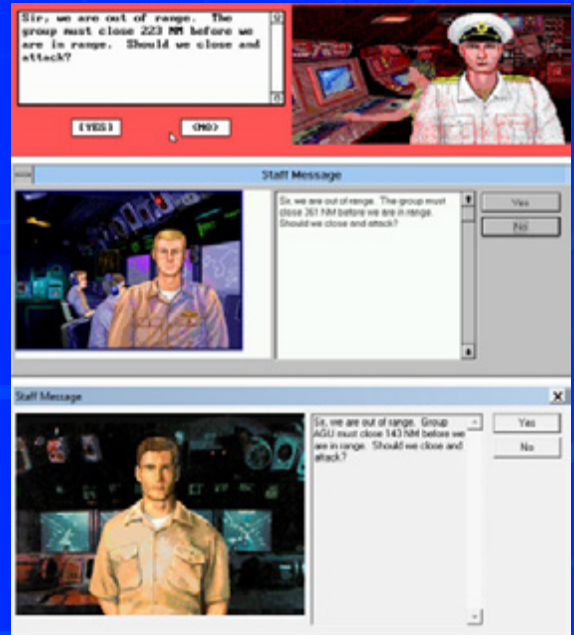 Sir, we are out of range. The
group must close 223 NM before we
are in range. Should we close and
attack?
[YES]
(NO)
Staff Message
Sir, we are out of range. The group must
close 361 NM before we are in range.
Should we close and attack?
Yes
No
Staff Message
Sir, we are out of range. Group
AGU must close 143 NM before we
are in range. Should we close and
attack?
Yes
No